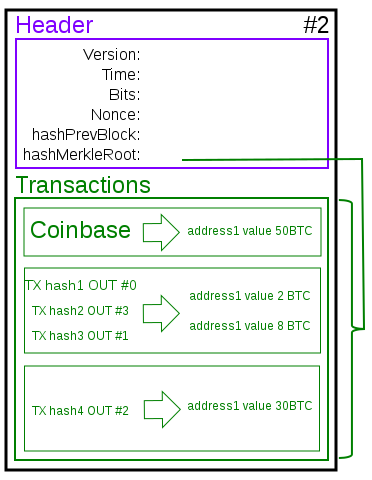 Header #2
Version:
Time:
Bits:
Nonce:
hashPrevBlock:
hashMerkleRoot:
Transactions
Coinbase address1 value 50BTC
TX hash1 OUT #0
TX hash2 OUT #3
TX hash3 OUT #1
address1 value 2 BTC
address1 value 8 BTC
TX hash4 OUT #2 address1 value 30BTC